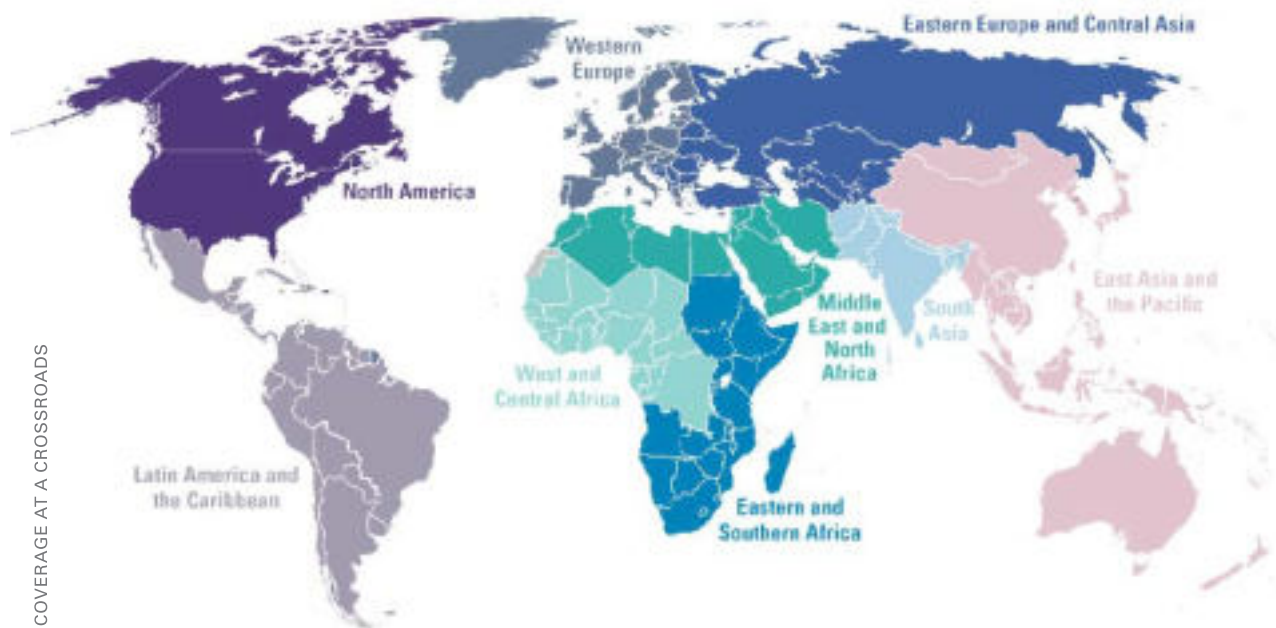 Eastern Europe and Central Asia
Western
Europe
North America
East Asia and
the Pacific
South
Asia
Middle
East and
North
Africa
West and
Central Africa
Latin America and
the Caribbean
Eastern and
Southern Africa
COVERAGE AT A CROSSROADS